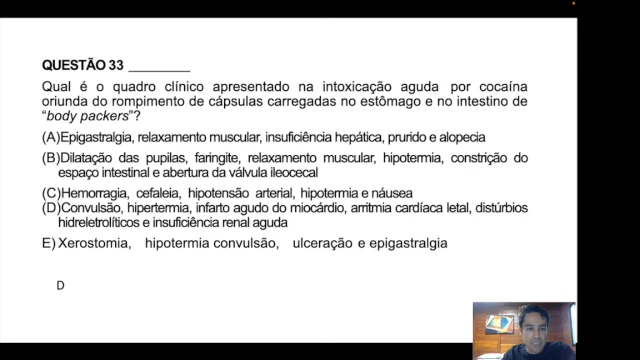 QUESTÃO 33 ________
Qual é o quadro clínico apresentado na intoxicação aguda por cocaína
oriunda do rompimento de cápsulas carregadas no estômago e no intestino de
“body packers”?
(A)Epigastralgia, relaxamento muscular, insuficiência hepática, prurido e alopecia
(B)Dilatação das pupilas, faringite, relaxamento muscular, hipotermia, constrição do
espaço intestinal e abertura da válvula ileocecal
(C)Hemorragia, cefaleia, hipotensão arterial, hipotermia e náusea
(D)Convulsão, hipertermia, infarto agudo do miocárdio, arritmia cardíaca letal, distúrbios
hidreletrolíticos e insuficiência renal aguda
E) Xerostomia, hipotermia convulsão, ulceração e epigastralgia
D